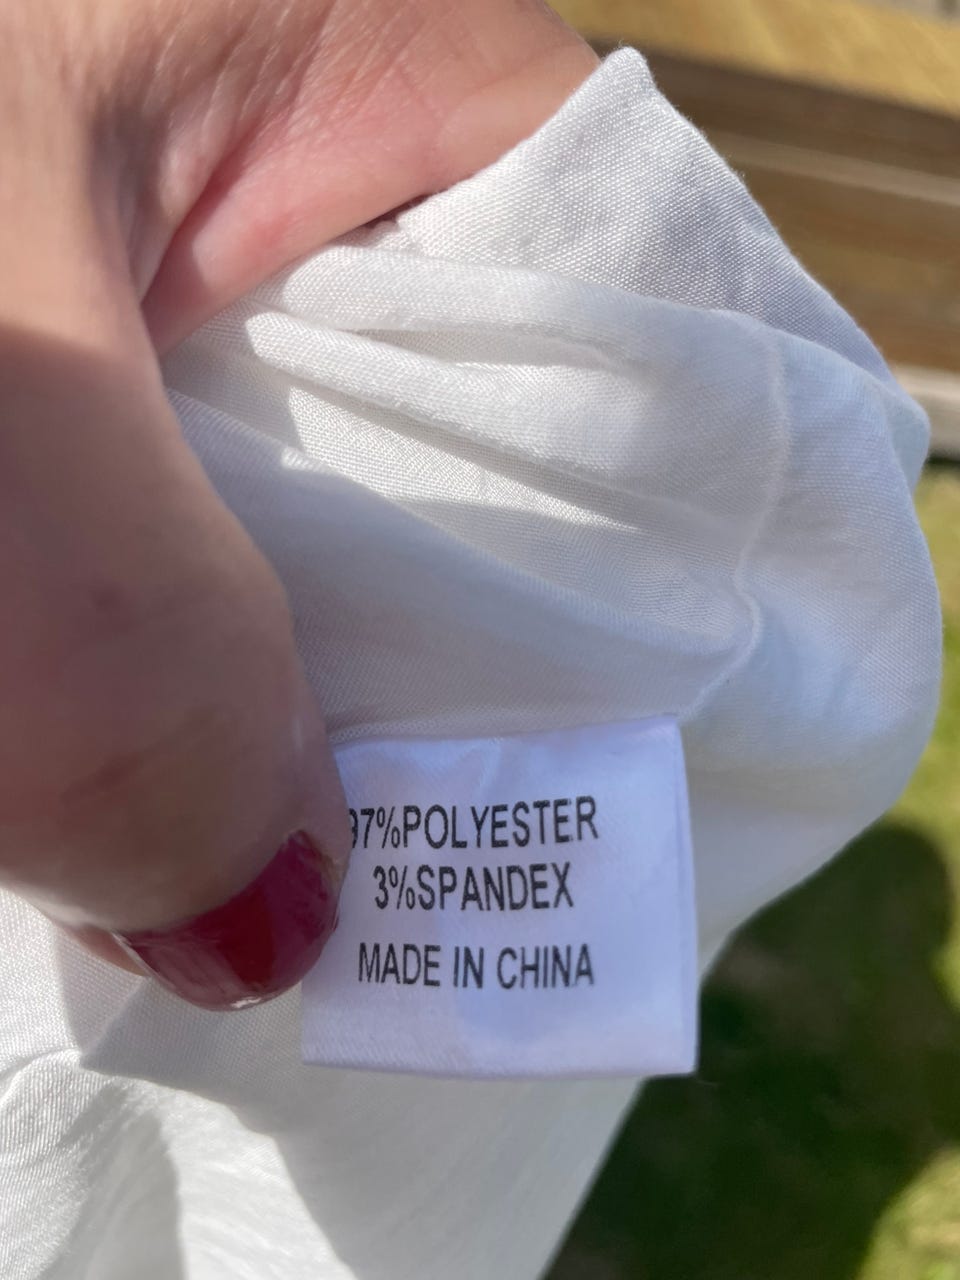 97%POLYESTER
3%SPANDEX
MADE IN CHINA